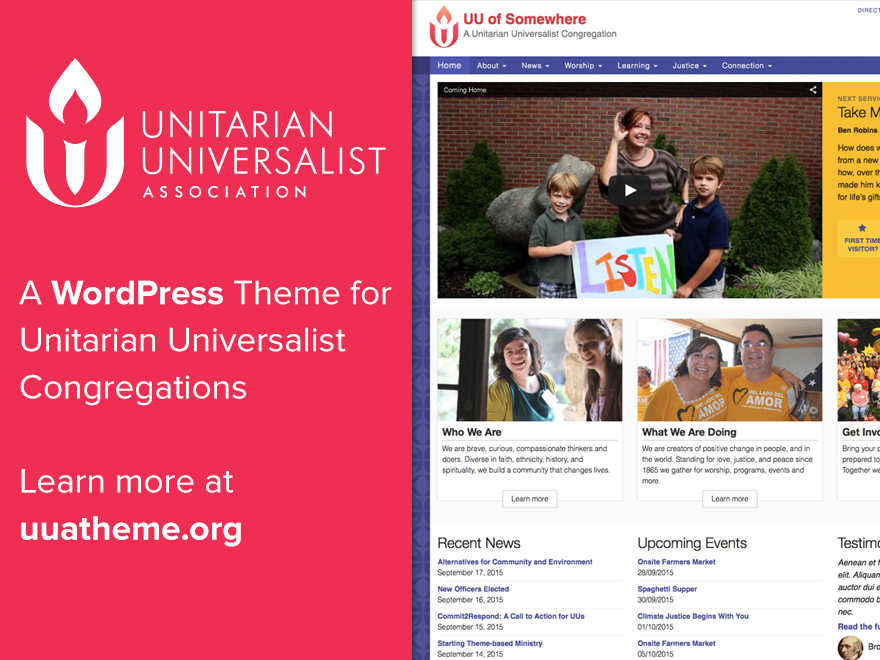 UNITARIAN
UNIVERSALIST
ASSOCIATION
A WordPress Theme for
Unitarian Universalist
Congregations
Learn more at
uuatheme.org
UU of Somewhere
A Unitarian Universalist Congregation
DIRECT
Home About News Worship Learning Justice Connection
Coming Home
LISTEN
NEXT SERVI
Take M
Ben Robins
How does w
from a new
how, over th
made him k
for life's gifts
FIRST TIME
VISITOR?
Who We Are
We are brave, curious, compassionate thinkers and
doers. Diverse in faith, ethnicity, history, and
spirituality, we build a community that changes lives.
Learn more
DEL LADO DEL
AMOR
DEL LADO DEL
AMOR
What We Are Doing
We are creators of positive change in people, and in
the world. Standing for love, justice, and peace since
1865 we gather for worship, programs, events and
more.
Learn more
Get Invo
Bring your p
prepared to
Together we
Recent News
Alternatives for Community and Environment
September 17, 2015
New Officers Elected
September 16, 2015
Commit2Respond: A Call to Action for UUs
September 15, 2015
Starting Theme-based Ministry
September 14, 2015
Upcoming Events
Onsite Farmers Market
28/09/2015
Spaghetti Supper
30/09/2015
Climate Justice Begins With You
01/10/2015
Onsite Farmers Market
05/10/2015
Testimo
Aenean et f
elit. Aliquan
auctor dui e
commodo b
nec.
Read the fu
Bro